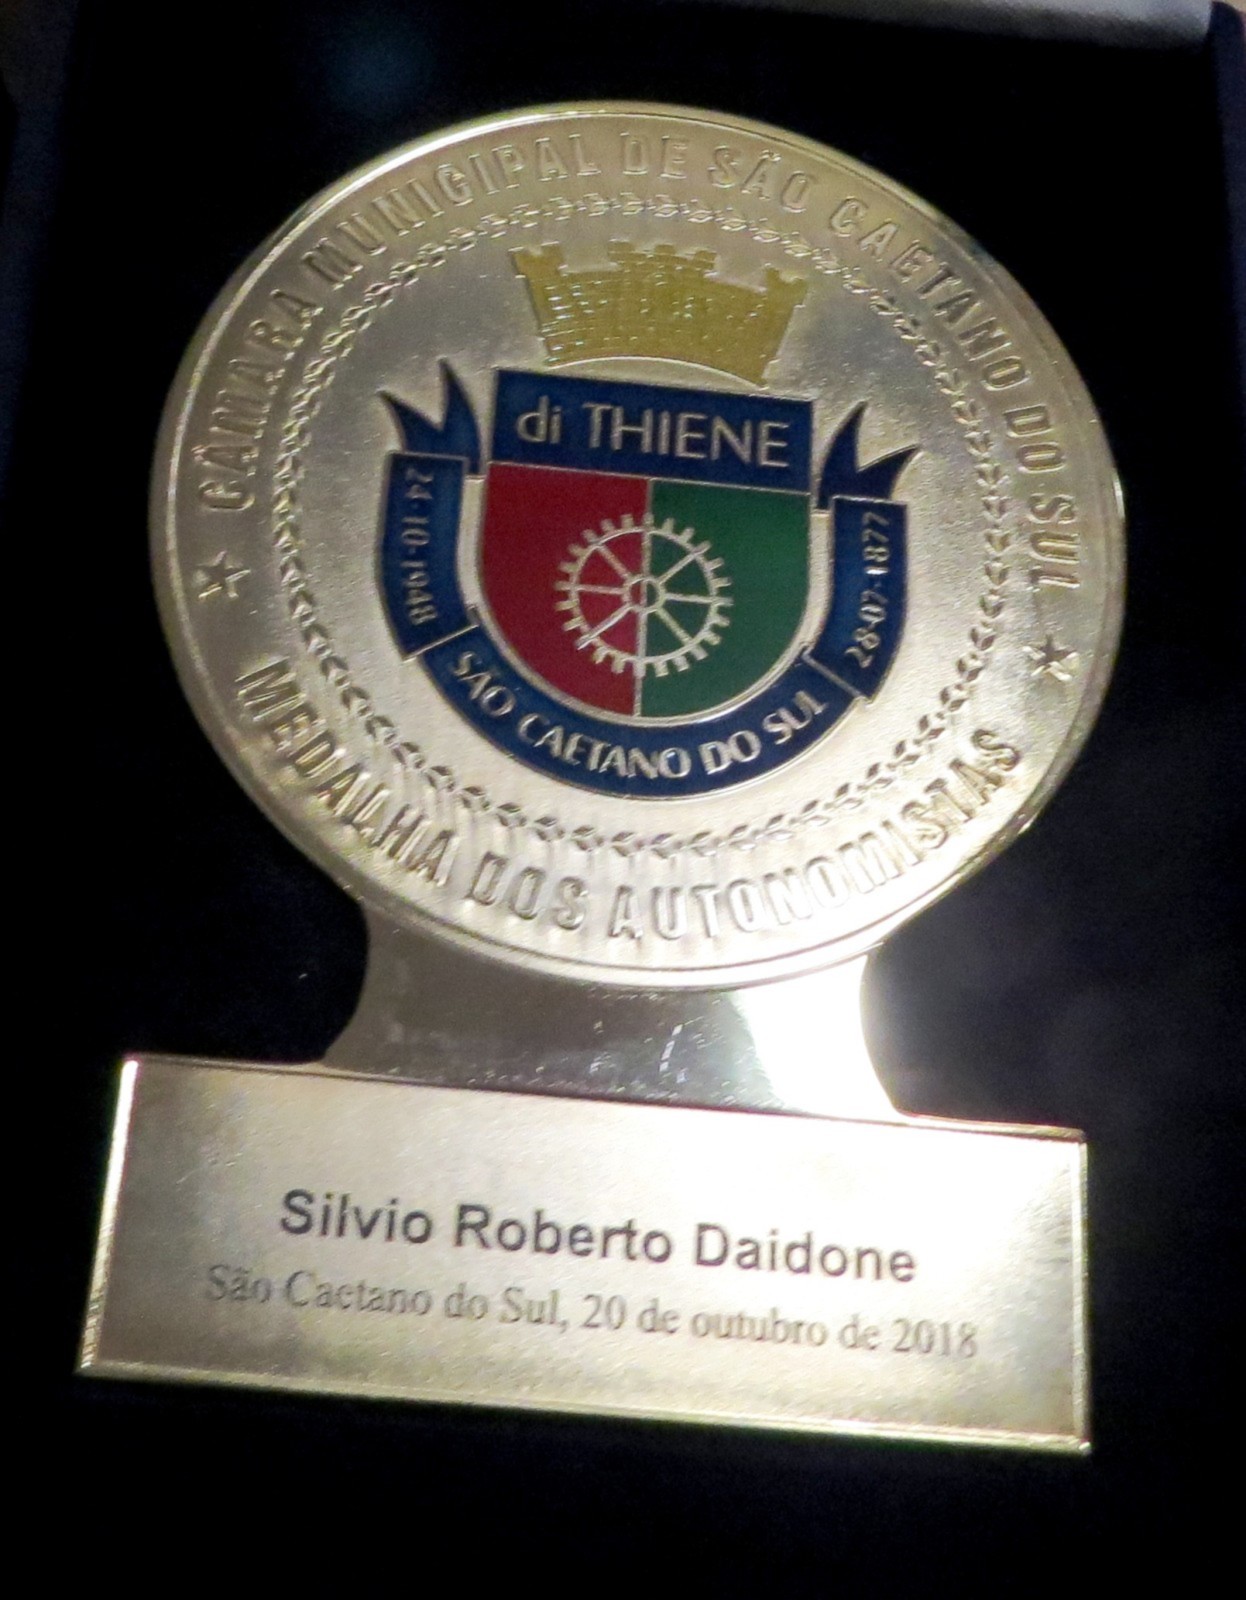 CÂMARA MUNICIPAL DE SÃO CAETANO DO SUL
di THIENE
24-10-1948
SÃO CAETANO DO SUL
28-07-1877
MEDALHA DOS AUTONOMISTAS
Silvio Roberto Daidone
São Caetano do Sul, 20 de outubro de 2018